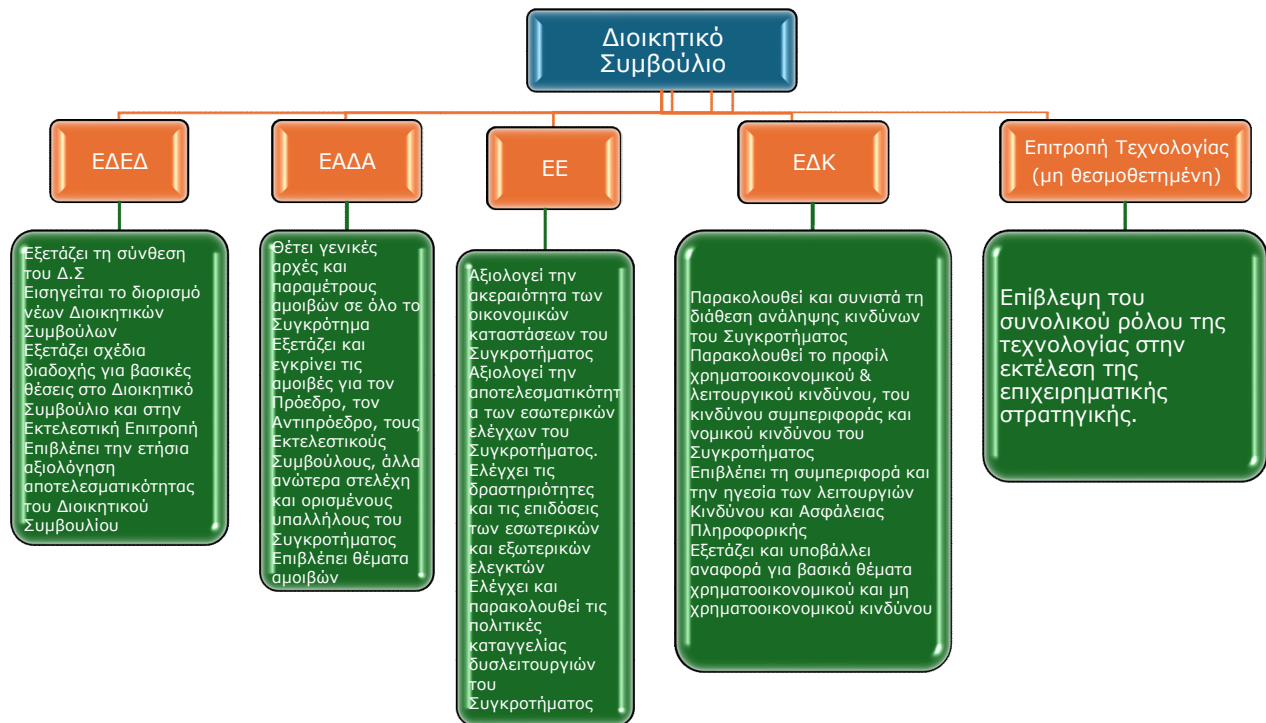 Διοικητικό
Συμβούλιο
ΕΔΕΔ
ΕΑΔΑ
ΕΕ
ΕΔΚ
Επιτροπή Τεχνολογίας
(μη θεσμοθετημένη)
Εξετάζει τη σύνθεση
του Δ.Σ
Εισηγείται το διορισμό
νέων Διοικητικών
Συμβούλων
Εξετάζει σχέδια
διαδοχής για βασικές
θέσεις στο Διοικητικό
Συμβούλιο και στην
Εκτελεστική Επιτροπή
Επιβλέπει την ετήσια
αξιολόγηση
αποτελεσματικότητας
του Διοικητικού
Συμβουλίου
Θέτει γενικές
αρχές και
παραμέτρους
αμοιβών σε όλο το
Συγκρότημα
Εξετάζει και
εγκρίνει τις
αμοιβές για τον
Πρόεδρο, τον
Αντιπρόεδρο, τους
Εκτελεστικούς
Συμβούλους, άλλα
ανώτερα στελέχη
και ορισμένους
υπαλλήλους του
Συγκροτήματος
Επιβλέπει θέματα
αμοιβών
Αξιολογεί την
ακεραιότητα των
οικονομικών
καταστάσεων του
Συγκροτήματος
Αξιολογεί την
αποτελεσματικότητ
α των εσωτερικών
ελέγχων του
Συγκροτήματος.
Ελέγχει τις
δραστηριότητες
και τις επιδόσεις
των εσωτερικών
και εξωτερικών
ελεγκτών
Ελέγχει και
παρακολουθεί τις
πολιτικές
καταγγελίας
δυσλειτουργιών
του
Συγκροτήματος
Παρακολουθεί και συνιστά τη
διάθεση ανάληψης κινδύνων
του Συγκροτήματος
Παρακολουθεί το προφίλ
χρηματοοικονομικού &
λειτουργικού κινδύνου, του
κινδύνου συμπεριφοράς και
νομικού κινδύνου του
Συγκροτήματος
Επιβλέπει τη συμπεριφορά και
την ηγεσία των λειτουργιών
Κινδύνου και Ασφάλειας
Πληροφορικής
Εξετάζει και υποβάλλει
αναφορά για βασικά θέματα
χρηματοοικονομικού και μη
χρηματοοικονομικού κινδύνου
Επίβλεψη του
συνολικού ρόλου της
τεχνολογίας στην
εκτέλεση της
επιχειρηματικής
στρατηγικής.